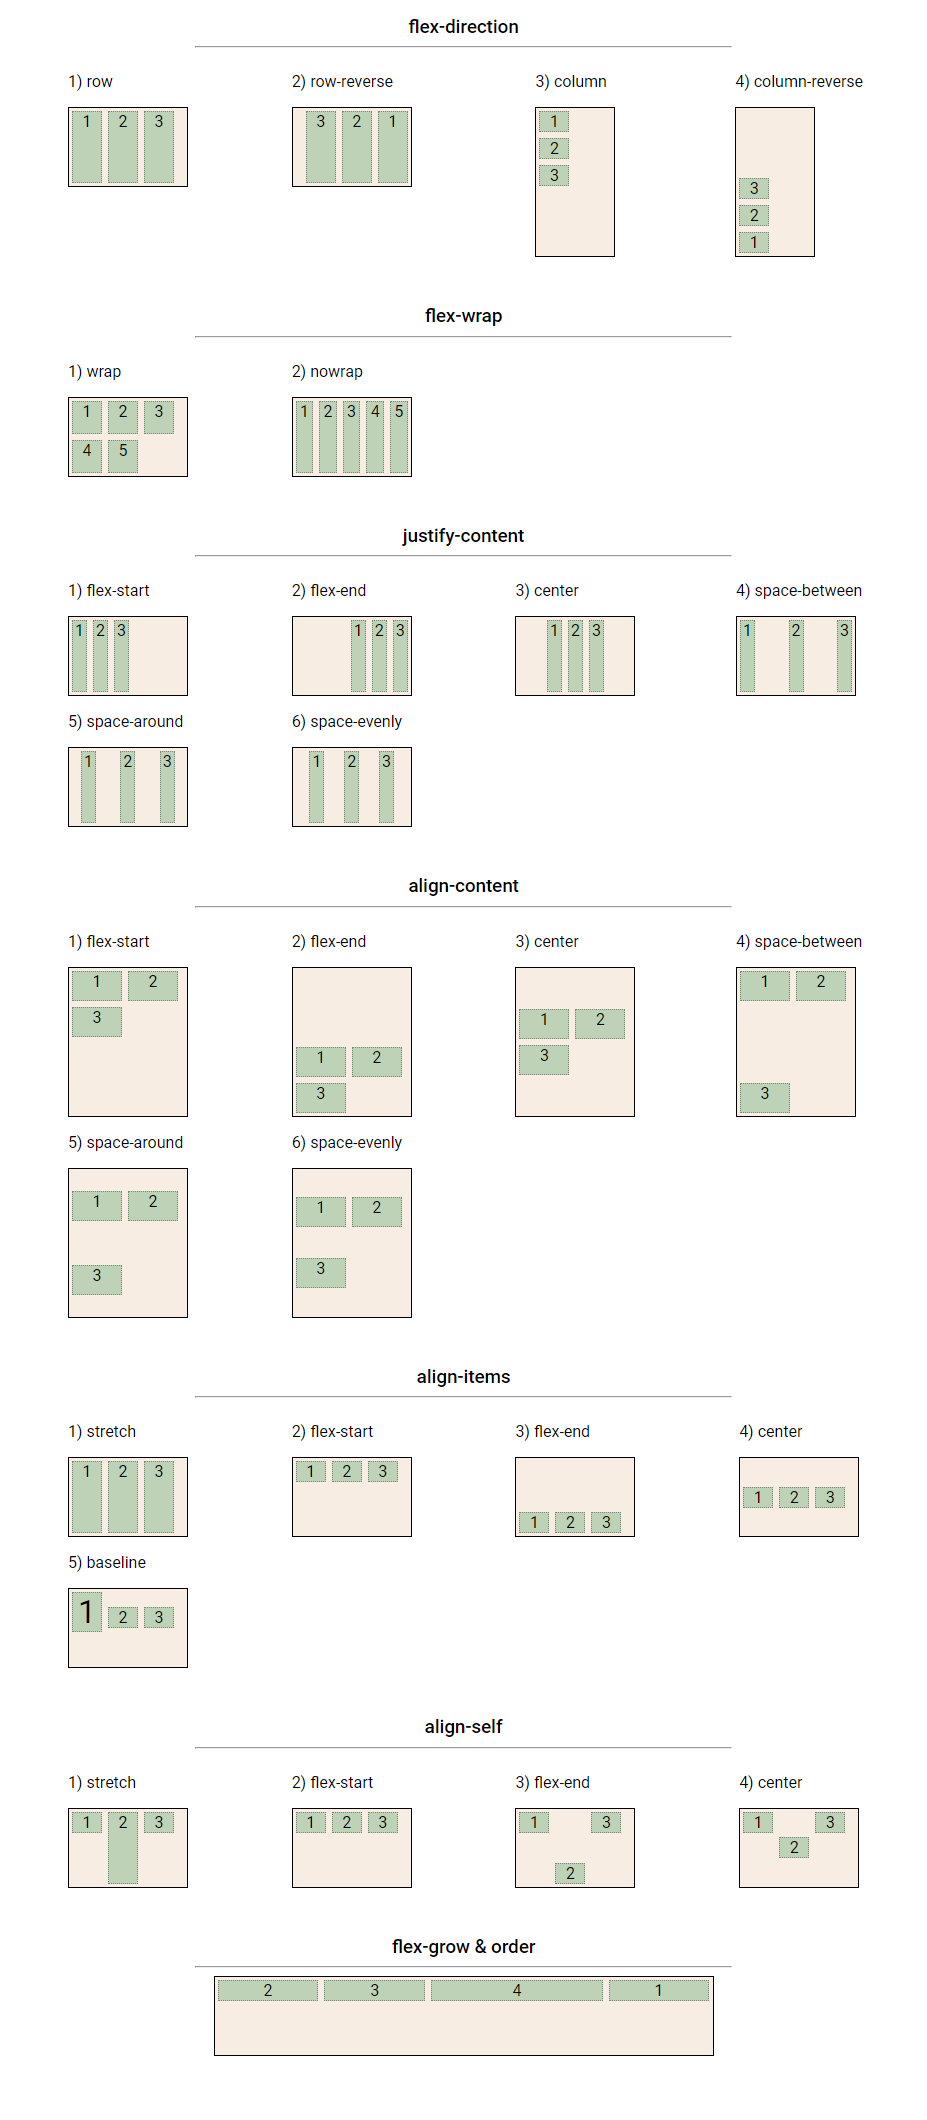 flex-direction
1) row 2) row-reverse 3) column 4) column-reverse
1 2 3 3 2 1 1
2
3
3
2
1
flex-wrap
1) wrap 2) nowrap
1 2 3 1 2 3 4 5
4 5
justify-content
1) flex-start 2) flex-end 3) center 4) space-between
1 2 3 1 2 3 1 2 3 1 2 3
5) space-around 6) space-evenly
1 2 3 1 2 3
align-content
1) flex-start 2) flex-end 3) center 4) space-between
1 2 1 2
3
1 2
3
1 2
3
3
5) space-around 6) space-evenly
1 2 1 2
3 3
align-items
1) stretch 2) flex-start 3) flex-end 4) center
1 2 3 1 2 3
1 2 3
1 2 3
5) baseline
1 2 3
align-self
1) stretch 2) flex-start 3) flex-end 4) center
1 2 3 1 2 3 1 3 1 3
2
2
flex-grow & order
2 3 4 1